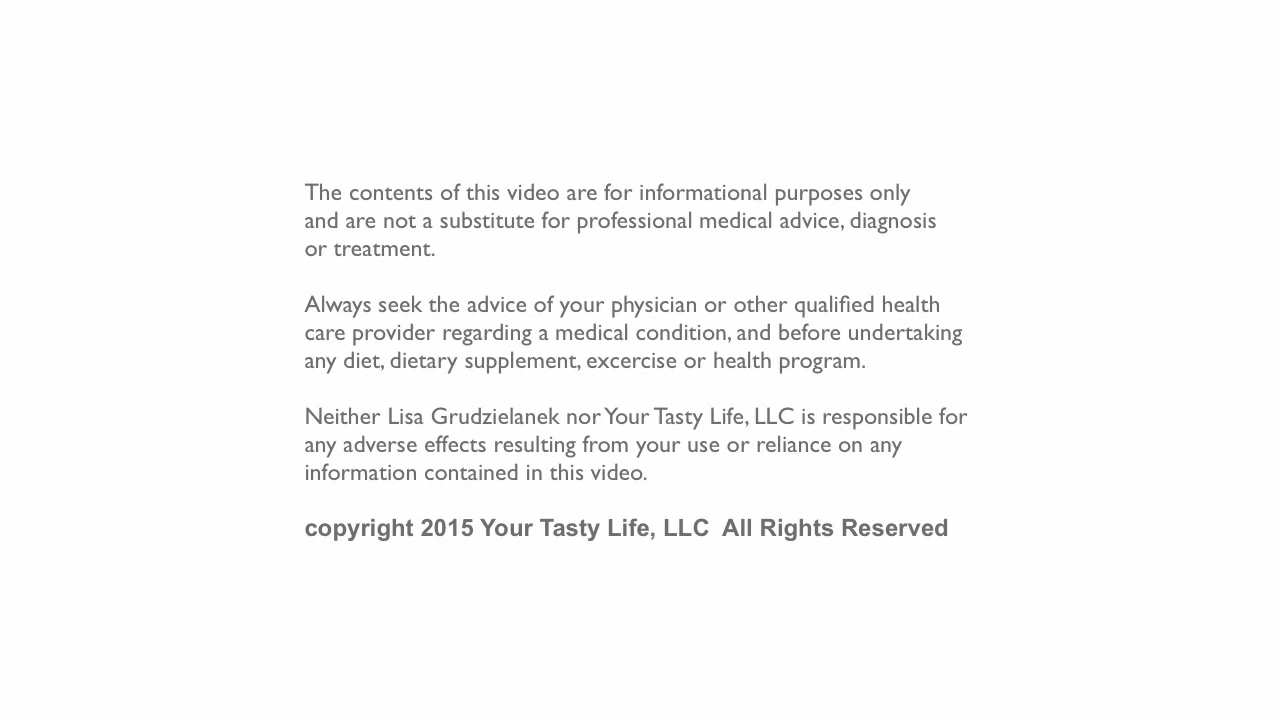 The contents of this video are for informational purposes only
and are not a substitute for professional medical advice, diagnosis
or treatment.
Always seek the advice of your physician or other qualified health
care provider regarding a medical condition, and before undertaking
any diet, dietary supplement, excercise or health program.
Neither Lisa Grudzielanek nor Your Tasty Life, LLC is responsible for
any adverse effects resulting from your use or reliance on any
information contained in this video.
copyright 2015 Your Tasty Life, LLC  All Rights Reserved